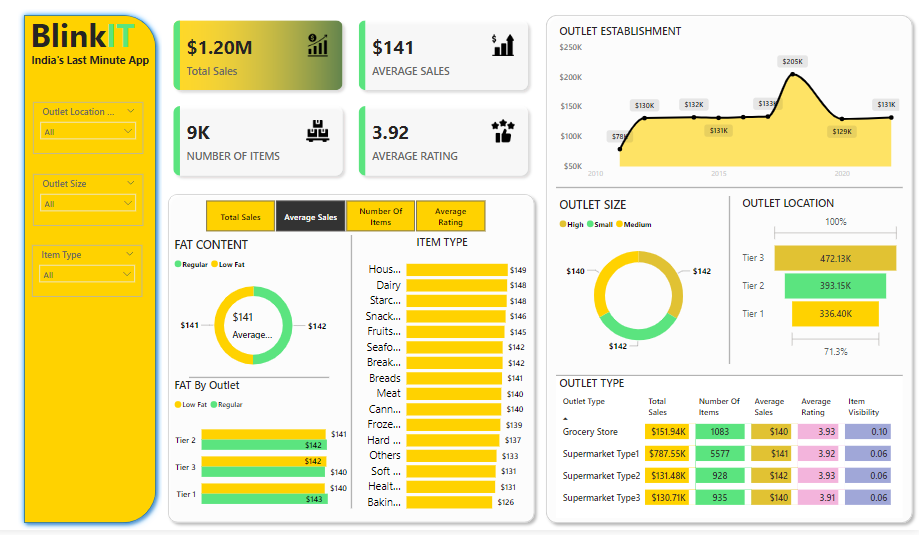 BlinkIT
India's Last Minute App
Outlet Location ...
All
Outlet Size
All
Item Type
All
$1.20M
Total Sales
$141
AVERAGE SALES
9K
NUMBER OF ITEMS
3.92
AVERAGE RATING
Total Sales
Average Sales
Number Of
Items
Average
Rating
FAT CONTENT
Regular
Low Fat
$141
$141
Average...
$142
FAT By Outlet
Low Fat
Regular
Tier 2
$141
$142
Tier 3
$142
$140
Tier 1
$140
$143
ITEM TYPE
Hous... $149
Dairy $148
Starc... $148
Snack... $146
Fruits... $145
Seafo... $142
Break... $142
Breads $141
Meat $140
Cann... $140
Froze... $139
Hard ... $137
Others $133
Soft ... $131
Healt... $131
Bakin... $126
OUTLET ESTABLISHMENT
$250K
$200K
$150K
$100K
$50K
$78K
$130K
$132K
$131K
$133K
$205K
$129K
$131K
2010
2015
2020
OUTLET SIZE
High
Small
Medium
$140
$142
$142
OUTLET LOCATION
100%
Tier 3 472.13K
Tier 2 393.15K
Tier 1 336.40K
71.3%
OUTLET TYPE
Outlet Type
Total
Sales
Number Of
Items
Average
Sales
Average
Rating
Item
Visibility
Grocery Store $151.94K 1083 $140 3.93 0.10
Supermarket Type1 $787.55K 5577 $141 3.92 0.06
Supermarket Type2 $131.48K 928 $142 3.93 0.06
Supermarket Type3 $130.71K 935 $140 3.91 0.06